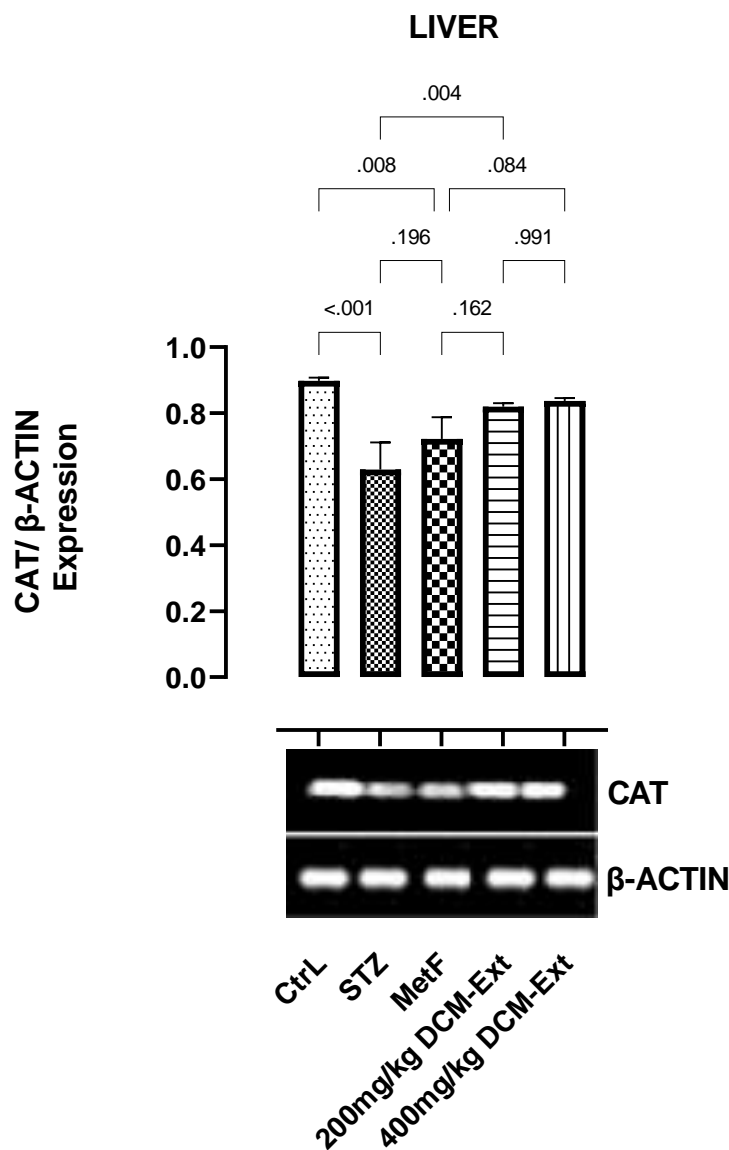 LIVER
.004
.008 .084
.196 .991
<.001 .162
CAT/ β-ACTIN
Expression
1.0
0.8
0.6
0.4
0.2
0.0
CAT
β-ACTIN
CtrL
STZ
MetF
200mg/kg DCM-Ext
400mg/kg DCM-Ext